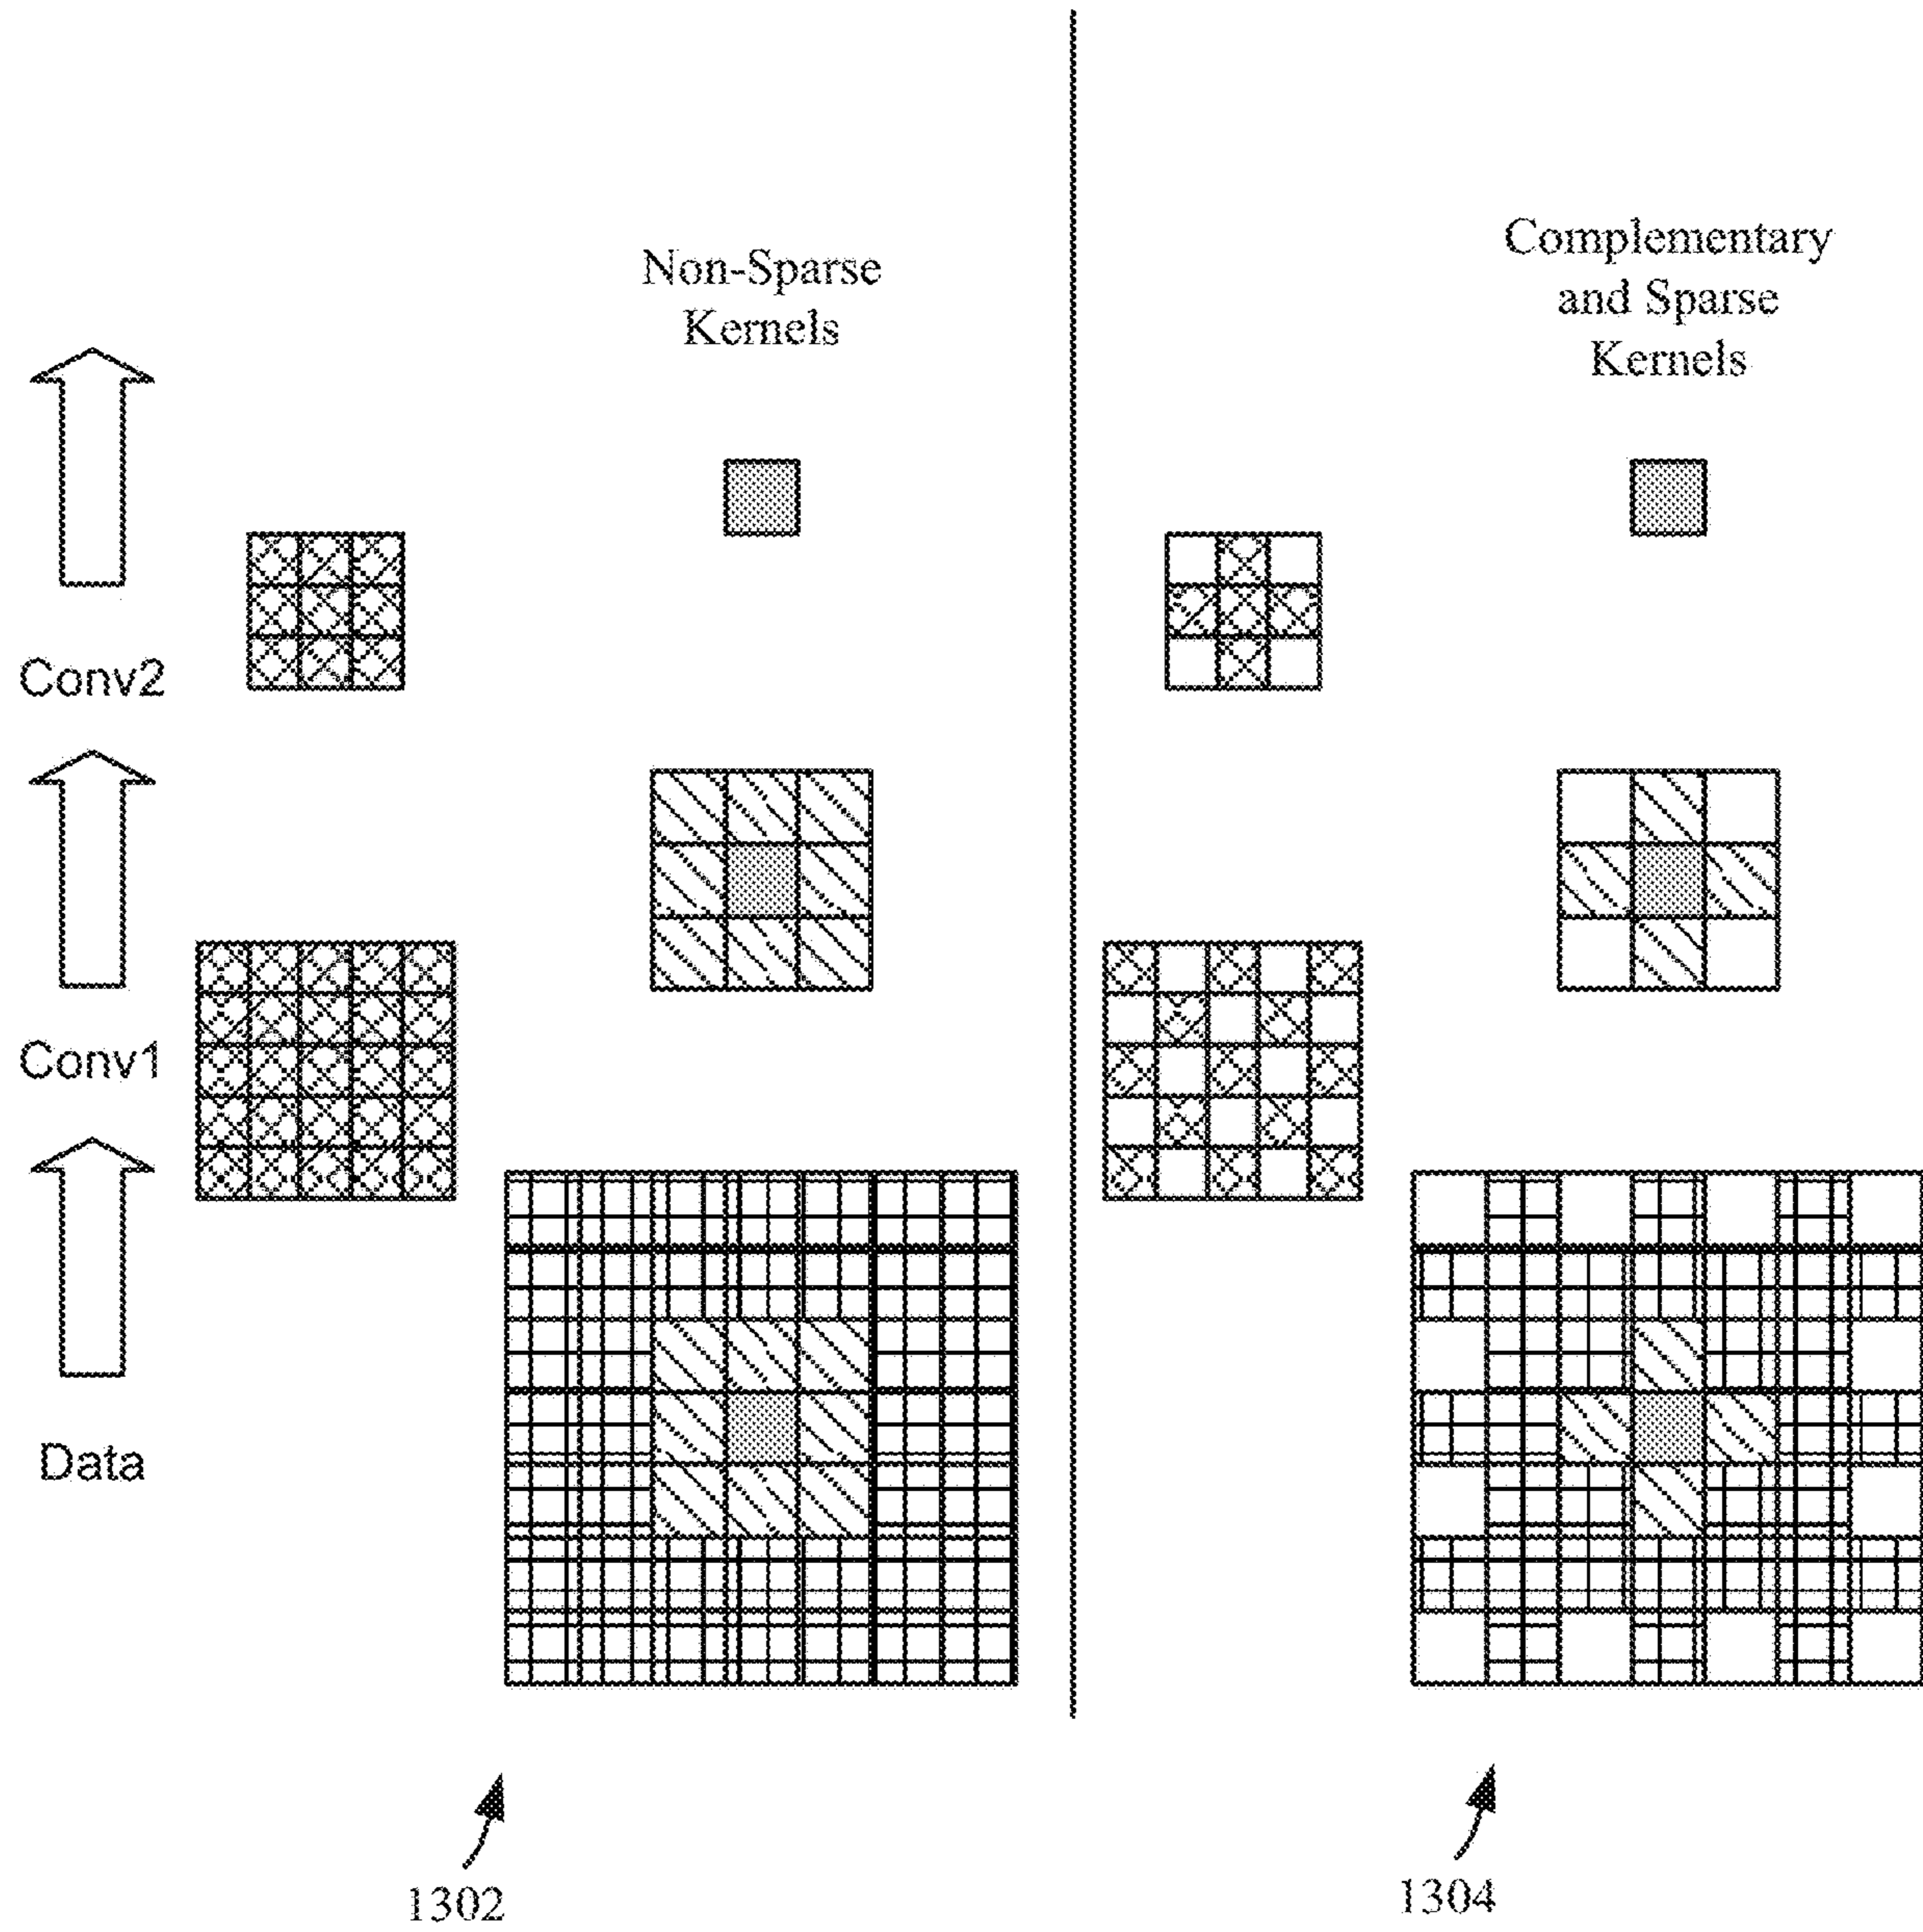 Non-Sparse
Kernels
Complementary
and Sparse
Kernels
Conv2
Conv1
Data
1302
1304